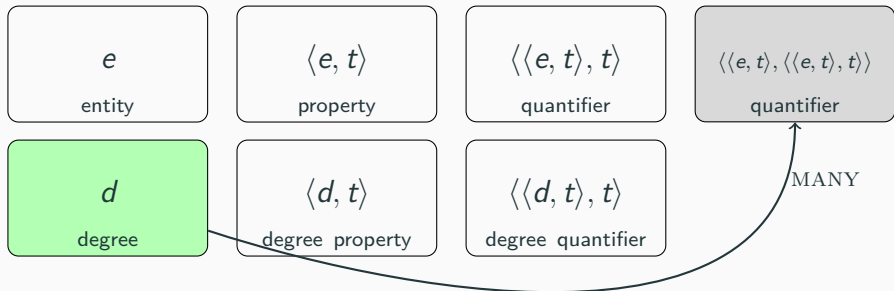 e
entity
⟨e, t⟩
property
⟨⟨e, t⟩, t⟩
quantifier
⟨⟨e, t⟩, ⟨⟨e, t⟩, t⟩⟩
quantifier
d
degree
⟨d, t⟩
degree property
⟨⟨d, t⟩, t⟩
degree quantifier
MANY